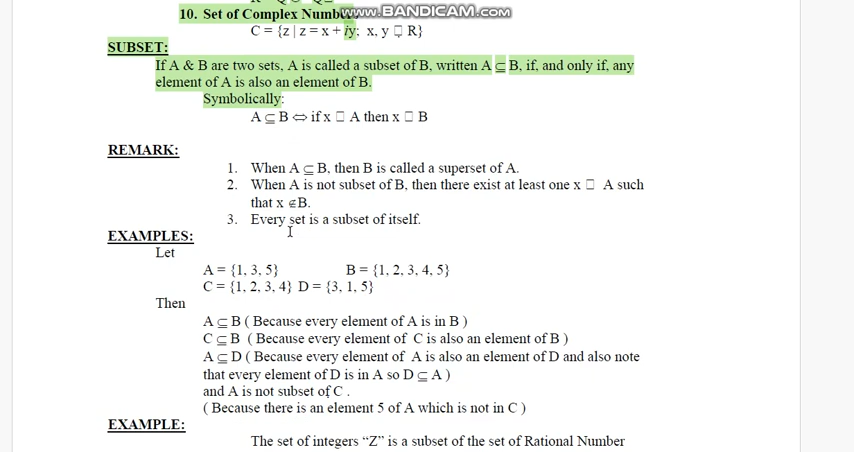 10. Set of Complex Numbe
www.BANDICAM.com
C = {z | z = x + iy; x, y □ R}
SUBSET:
If A & B are two sets, A is called a subset of B, written A ⊆ B, if, and only if, any
element of A is also an element of B.
Symbolically:
A ⊆ B ⇔ if x □ A then x □ B
REMARK:
1. When A ⊆ B, then B is called a superset of A.
2. When A is not subset of B, then there exist at least one x □ A such
that x ∉B.
3. Every set is a subset of itself.
EXAMPLES:
Let
A = {1, 3, 5} B = {1, 2, 3, 4, 5}
C = {1, 2, 3, 4} D = {3, 1, 5}
Then
A ⊆ B ( Because every element of A is in B )
C ⊆ B ( Because every element of C is also an element of B )
A ⊆ D ( Because every element of A is also an element of D and also note
that every element of D is in A so D ⊆ A )
and A is not subset of C .
( Because there is an element 5 of A which is not in C )
EXAMPLE:
The set of integers “Z” is a subset of the set of Rational Number